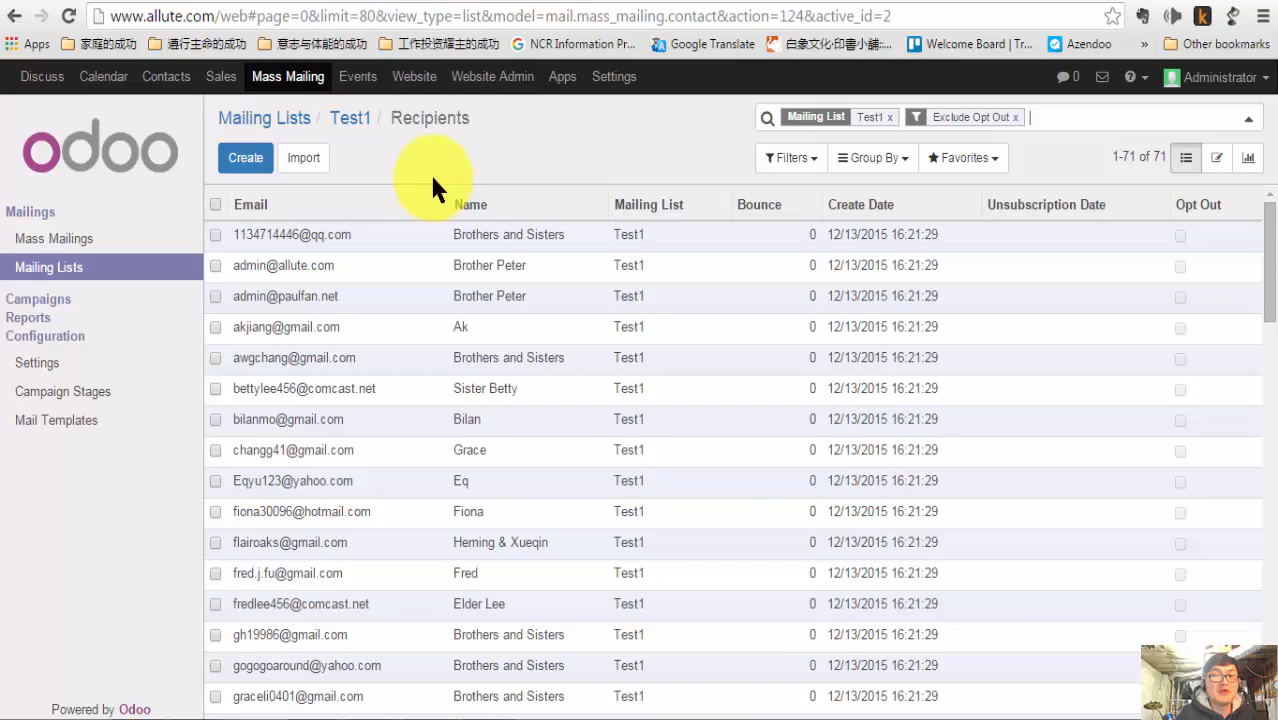 www.allute.com/web#page=0&limit=80&view_type=list&model=mail.mass_mailing.contact&action=124&active_id=2
Apps 家庭的成功 遵行主命的成功 意志与体能的成功 工作投资雇主的成功 NCR Information Pr... Google Translate 白象文化·印書小舖:... Welcome Board | Tr... Azendoo » Other bookmarks
Discuss Calendar Contacts Sales Mass Mailing Events Website Website Admin Apps Settings 0 Administrator
odoo
Mailings
Mass Mailings
Mailing Lists
Campaigns
Reports
Configuration
Settings
Campaign Stages
Mail Templates
Powered by Odoo
Mailing Lists / Test1 / Recipients
Mailing List Test1 x Exclude Opt Out x
Create Import
Filters Group By Favorites 1-71 of 71
Email Name Mailing List Bounce Create Date Unsubscription Date Opt Out
1134714446@qq.com Brothers and Sisters Test1 0 12/13/2015 16:21:29
admin@allute.com Brother Peter Test1 0 12/13/2015 16:21:29
admin@paulfan.net Brother Peter Test1 0 12/13/2015 16:21:29
akjiang@gmail.com Ak Test1 0 12/13/2015 16:21:29
awgchang@gmail.com Brothers and Sisters Test1 0 12/13/2015 16:21:29
bettylee456@comcast.net Sister Betty Test1 0 12/13/2015 16:21:29
bilanmo@gmail.com Bilan Test1 0 12/13/2015 16:21:29
changg41@gmail.com Grace Test1 0 12/13/2015 16:21:29
Eqyu123@yahoo.com Eq Test1 0 12/13/2015 16:21:29
fiona30096@hotmail.com Fiona Test1 0 12/13/2015 16:21:29
flairoaks@gmail.com Heming & Xueqin Test1 0 12/13/2015 16:21:29
fred.j.fu@gmail.com Fred Test1 0 12/13/2015 16:21:29
fredlee456@comcast.net Elder Lee Test1 0 12/13/2015 16:21:29
gh19986@gmail.com Brothers and Sisters Test1 0 12/13/2015 16:21:29
gogogoaround@yahoo.com Brothers and Sisters Test1 0 12/13/2015 16:21:29
graceli0401@gmail.com Brothers and Sisters Test1 0 12/13/2015 16:21:29